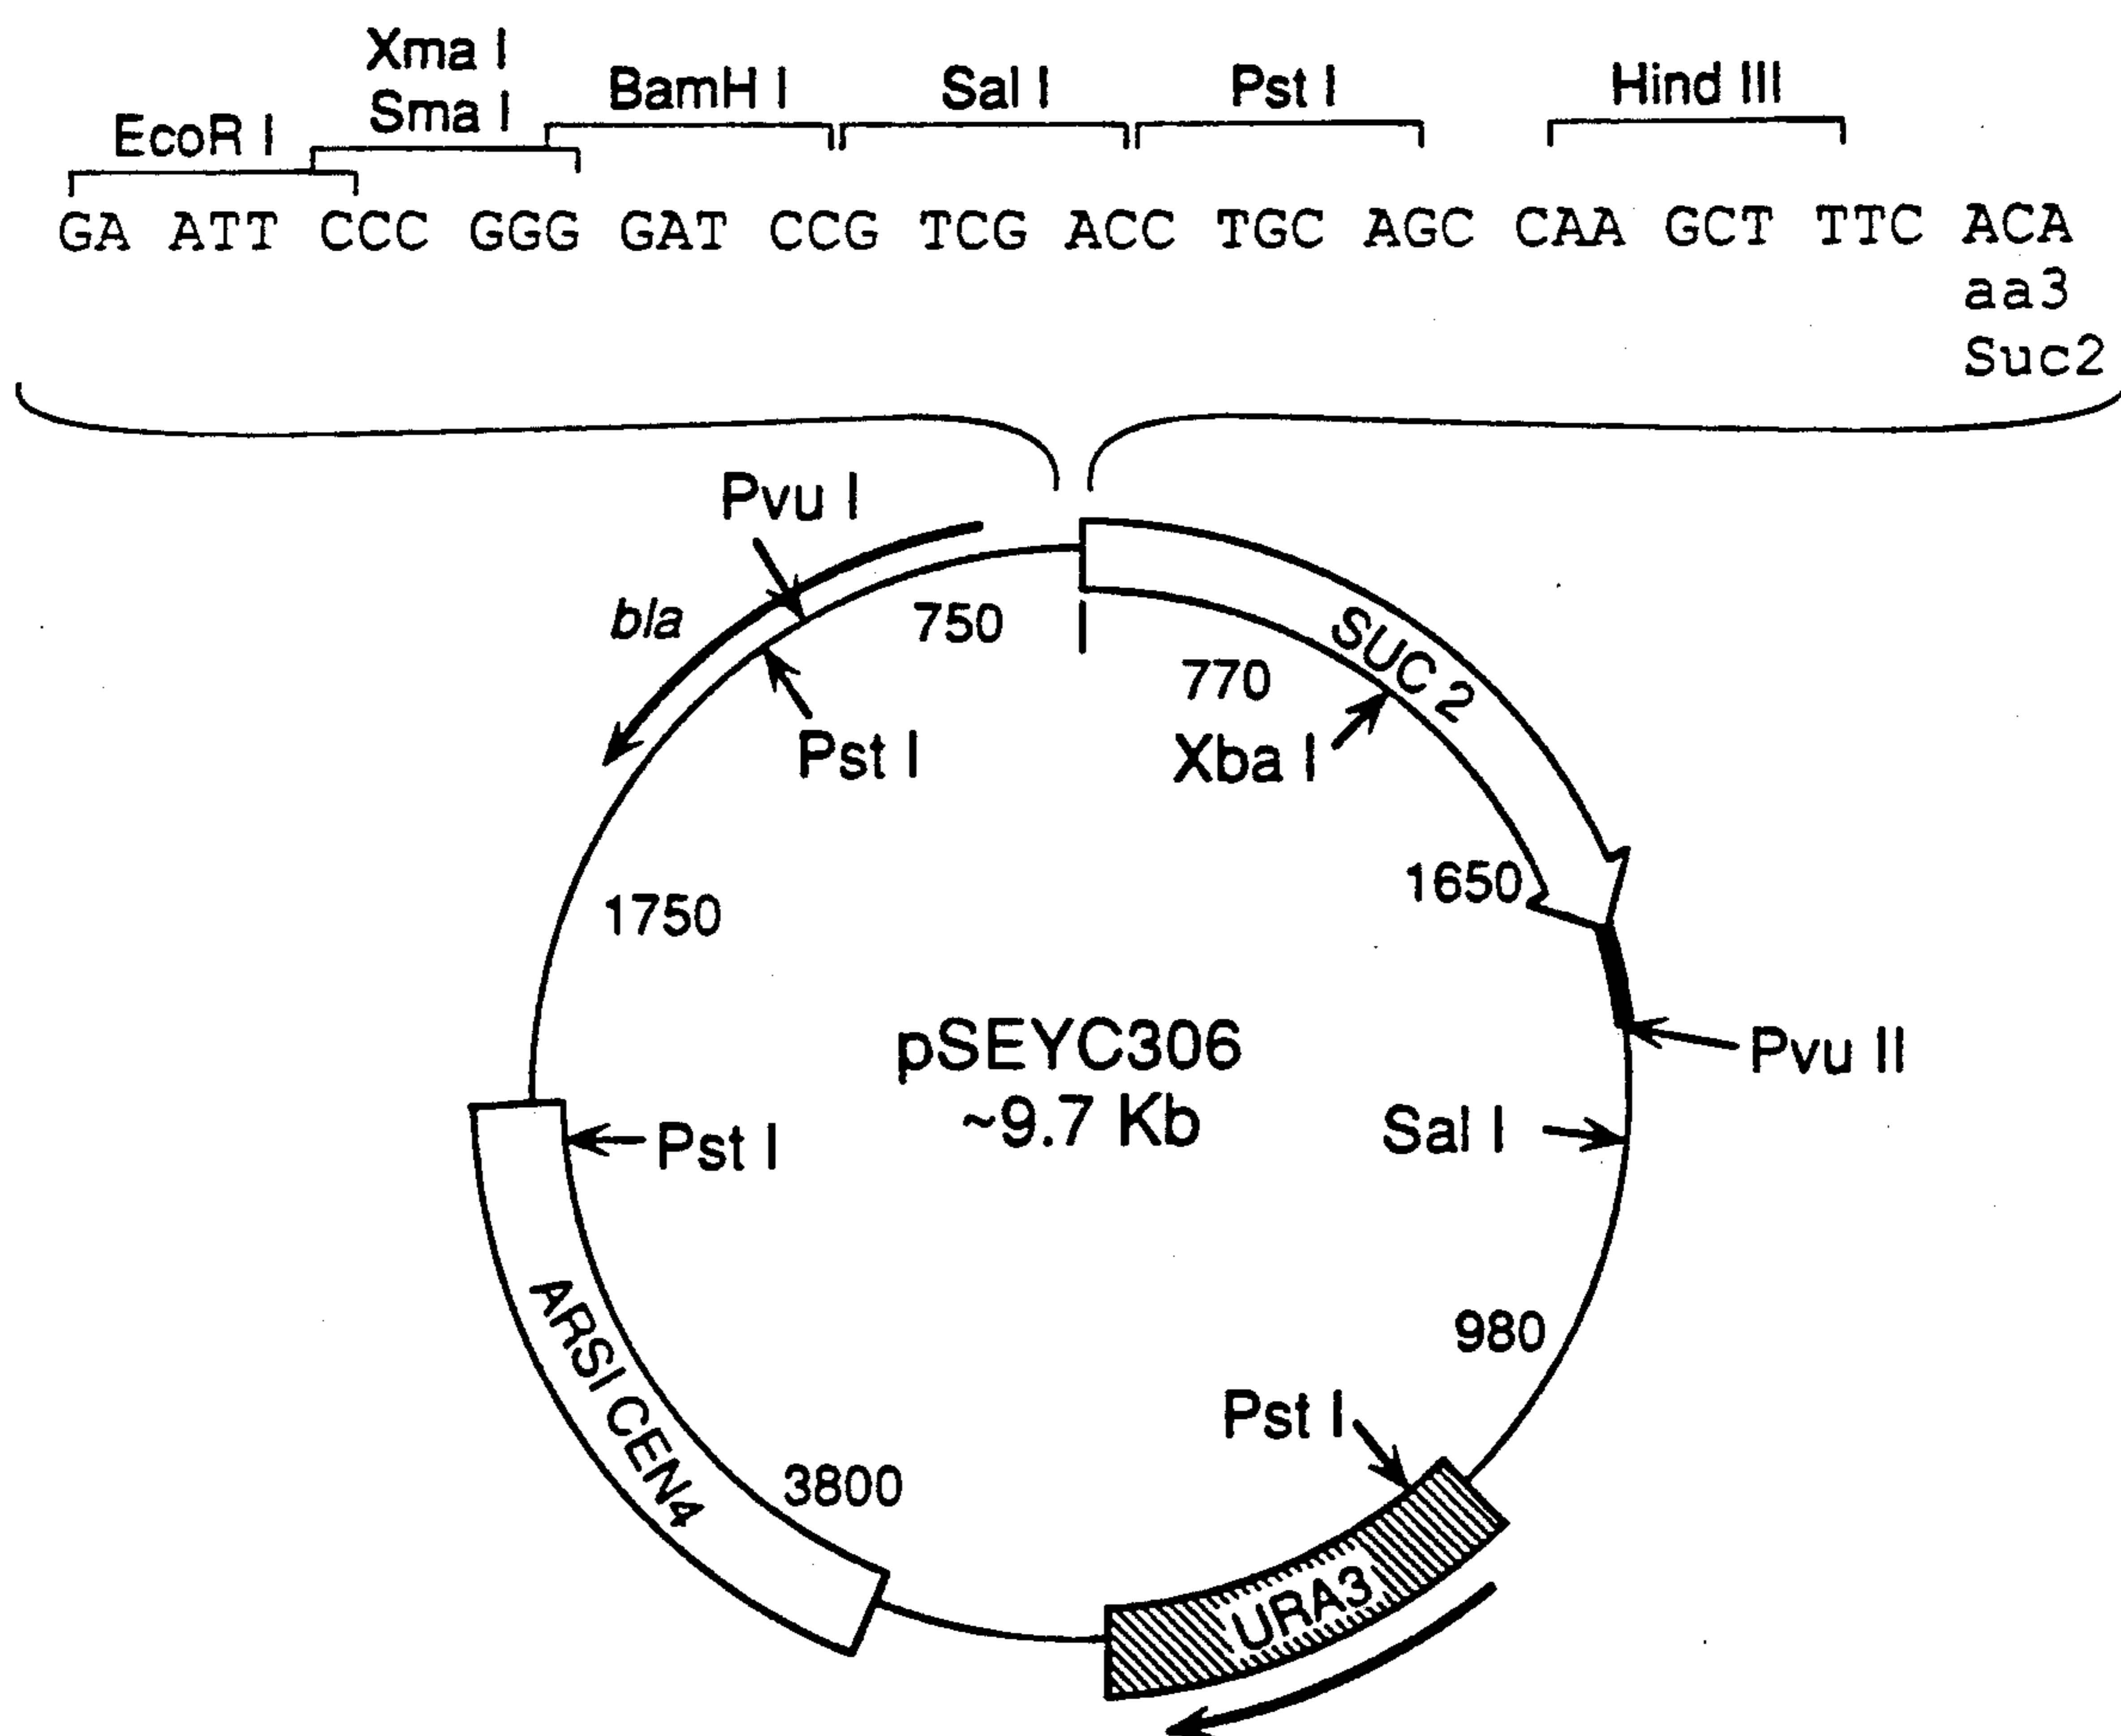 Xma I
EcoR I Sma I BamH I Sal I Pst I Hind III
GA ATT CCC GGG GAT CCG TCG ACC TGC AGC CAA GCT TTC ACA
aa3
Suc2
Pvu I
bla
750
SUC 2
770
Pst I
Xba I
1650
1750
pSEYC306
~9.7 Kb
Pvu II
Sal I
Pst I
980
Pst I
ARSI CEN4
3800
URA3